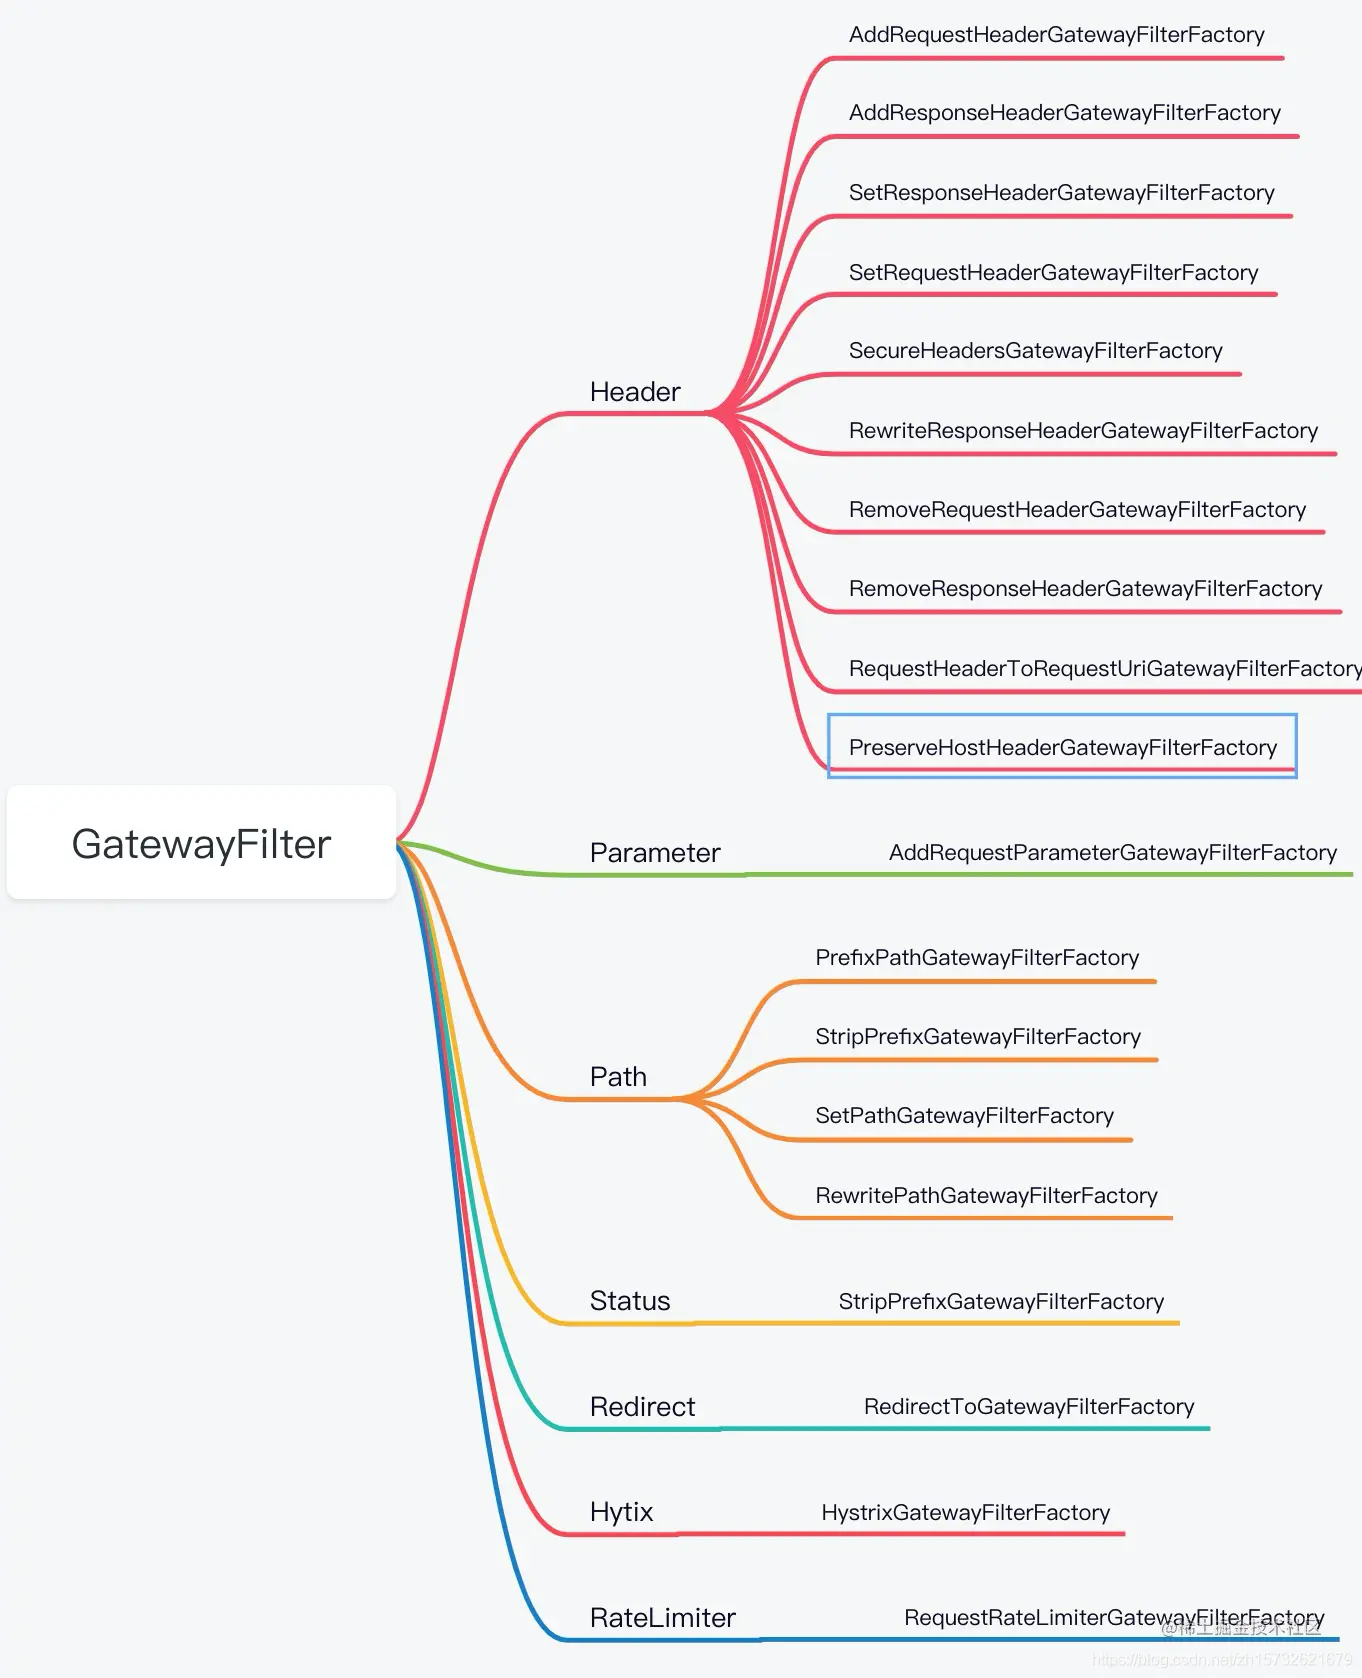 AddRequestHeaderGatewayFilterFactory
AddResponseHeaderGatewayFilterFactory
SetResponseHeaderGatewayFilterFactory
SetRequestHeaderGatewayFilterFactory
SecureHeadersGatewayFilterFactory
Header
RewriteResponseHeaderGatewayFilterFactory
RemoveRequestHeaderGatewayFilterFactory
RemoveResponseHeaderGatewayFilterFactory
RequestHeaderToRequestUriGatewayFilterFactory
PreserveHostHeaderGatewayFilterFactory
GatewayFilter
Parameter
AddRequestParameterGatewayFilterFactory
PrefixPathGatewayFilterFactory
StripPrefixGatewayFilterFactory
Path
SetPathGatewayFilterFactory
RewritePathGatewayFilterFactory
Status
StripPrefixGatewayFilterFactory
Redirect
RedirectToGatewayFilterFactory
Hytix
HystrixGatewayFilterFactory
RateLimiter
RequestRateLimiterGatewayFilterFactory
@稀土掘金技术社区
https://blog.csdn.net/zh15732621679